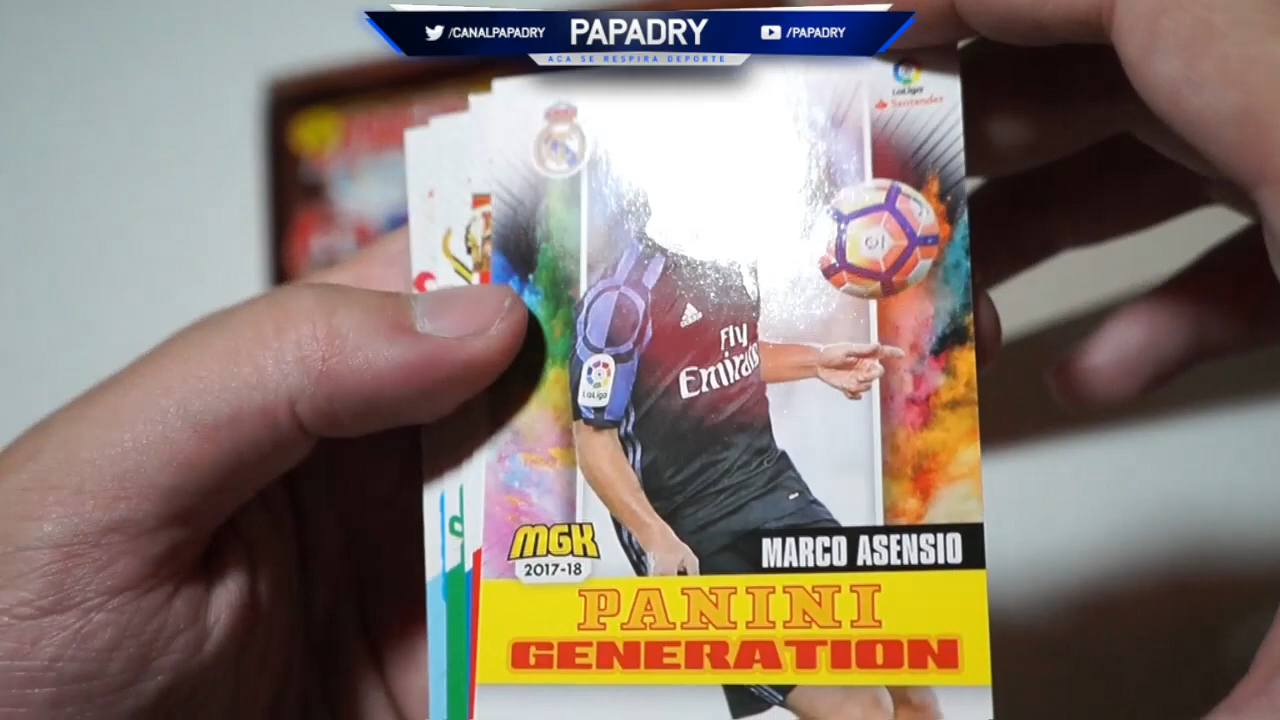 /CANALPAPADRY
PAPADRY
/PAPADRY
ACA SE RESPIRA DEPORTE
LaLiga
Santander
adidas
Fly
Emirates
LaLiga
MGK
2017-18
MARCO ASENSIO
PANINI
GENERATION